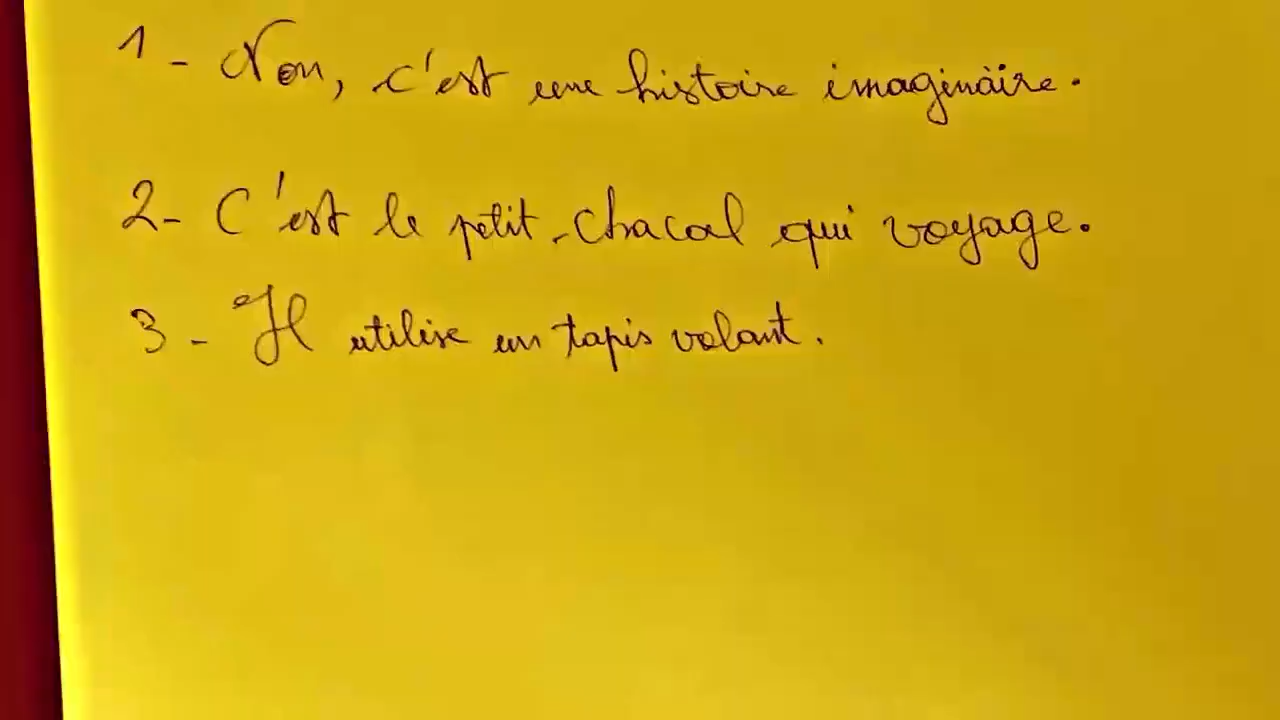 1 - Non, c'est une histoire imaginaire.
2 - C'est le petit chacal qui voyage.
3 - Il utilise un tapis volant.